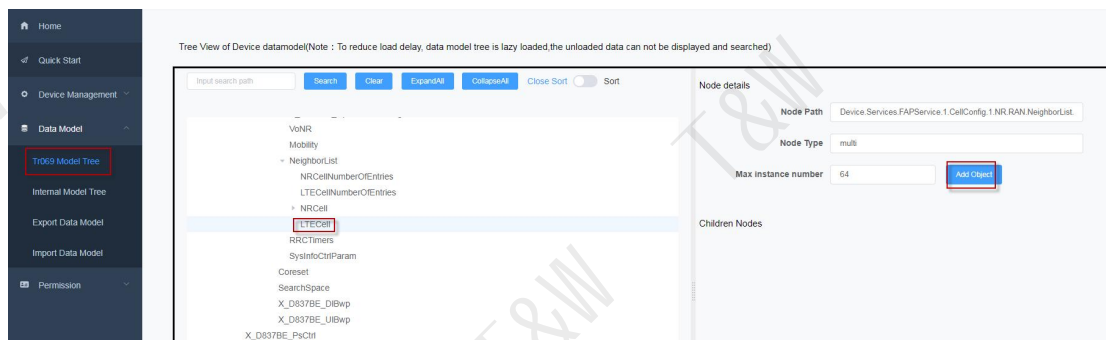 Home
Quick Start
Device Management
Data Model
Tr069 Model Tree
Internal Model Tree
Export Data Model
Import Data Model
Permission
Tree View of Device datamodel(Note : To reduce load delay, data model tree is lazy loaded,the unloaded data can not be displayed and searched)
Input search path Search Clear ExpandAll CollapseAll Close Sort Sort
VoNR
Mobility
NeighborList
NRCellNumberOfEntries
LTECellNumberOfEntries
NRCell
LTECell
RRCTimers
SysInfoCtrlParam
Coreset
SearchSpace
X_D837BE_DlBwp
X_D837BE_UlBwp
X_D837BE_PsCtrl
Node details
Node Path Device.Services.FAPService.1.CellConfig.1.NR.RAN.NeighborList.
Node Type multi
Max instance number 64 Add Object
Children Nodes
T&W
T&W